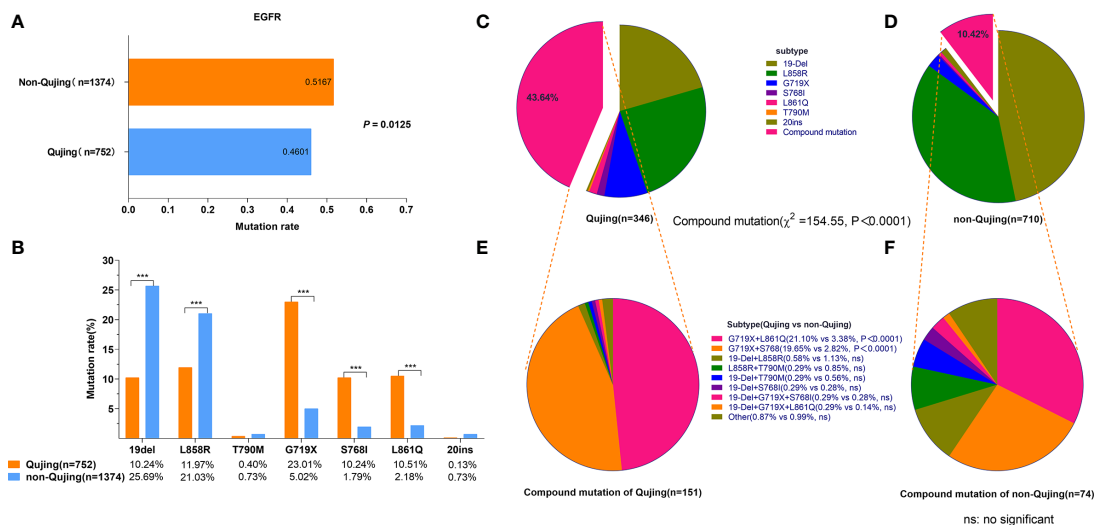 A
EGFR
Non-Qujing( n=1374)
0.5167
P = 0.0125
Qujing( n=752)
0.4601
0.0
0.1
0.2
0.3
0.4
0.5
0.6
0.7
Mutation rate
B
Mutation rate(%)
30
25
20
15
10
5
***
***
***
***
***
19del L858R T790M G719X S768I L861Q 20ins
Qujing(n=752) 10.24% 11.97% 0.40% 23.01% 10.24% 10.51% 0.13%
non-Qujing(n=1374) 25.69% 21.03% 0.73% 5.02% 1.79% 2.18% 0.73%
C
43.64%
Qujing(n=346)
subtype
19-Del
L858R
G719X
S768I
L861Q
T790M
20ins
Compound mutation
D
10.42%
non-Qujing(n=710)
Compound mutation(χ2 =154.55, P<0.0001)
E
Compound mutation of Qujing(n=151)
Subtype(Qujing vs non-Qujing)
G719X+L861Q(21.10% vs 3.38%, P<0.0001)
G719X+S768(19.65% vs 2.82%, P<0.0001)
19-Del+L858R(0.58% vs 1.13%, ns)
L858R+T790M(0.29% vs 0.85%, ns)
19-Del+T790M(0.29% vs 0.56%, ns)
19-Del+S768I(0.29% vs 0.28%, ns)
19-Del+G719X+S768I(0.29% vs 0.28%, ns)
19-Del+G719X+L861Q(0.29% vs 0.14%, ns)
Other(0.87% vs 0.99%, ns)
F
Compound mutation of non-Qujing(n=74)
ns: no significant